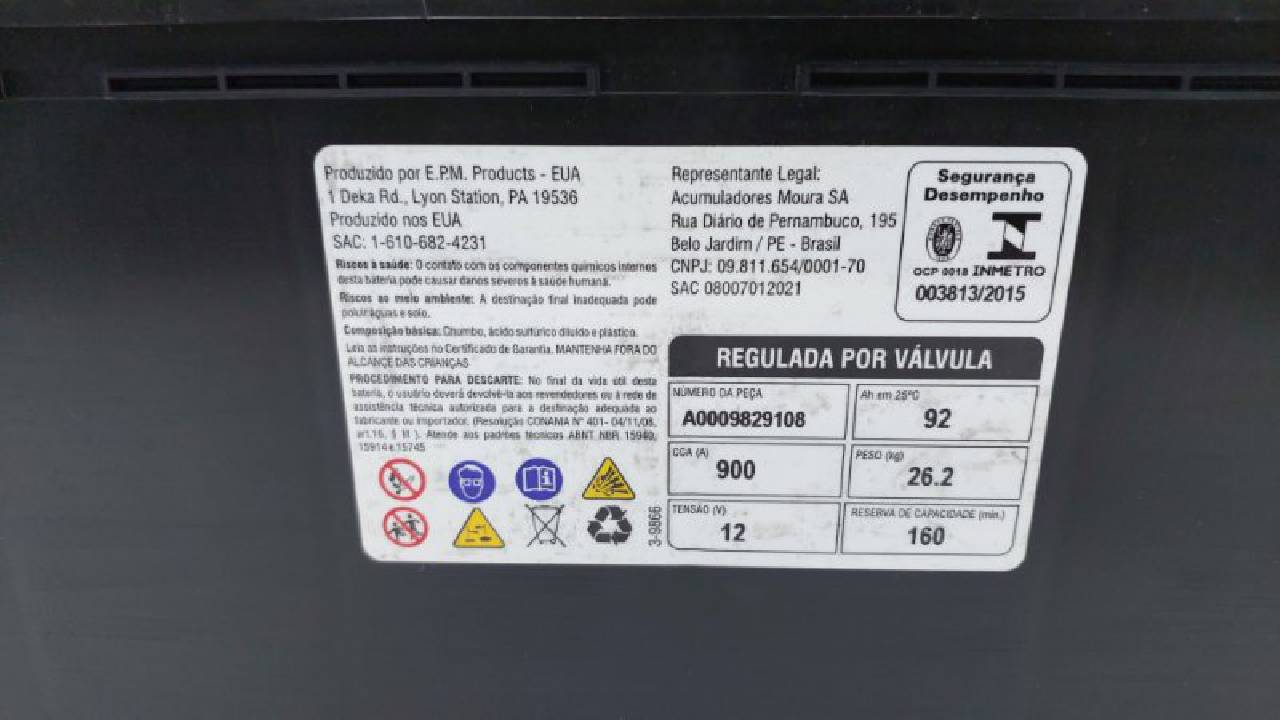 Produzido por E.P.M. Products - EUA
1 Deka Rd., Lyon Station, PA 19536
Produzido nos EUA
SAC: 1-610-682-4231
Riscos à saúde: O contato com os componentes químicos internos
desta bateria pode causar danos severos à saúde humana.
Riscos ao meio ambiente: A destinação final inadequada pode
poluir águas e solo.
Composição básica: Chumbo, ácido sulfúrico diluído e plástico.
Leia as instruções no Certificado de Garantia. MANTENHA FORA DO
ALCANCE DAS CRIANÇAS
PROCEDIMENTO PARA DESCARTE: No final da vida útil desta
bateria, o usuário deverá devolvê-la aos revendedores ou à rede de
assistência técnica autorizada para a destinação adequada ao
fabricante ou importador. (Resolução CONAMA N° 401- 04/11/08,
art.16, § III ). Atende aos padrões técnicos ABNT NBR 15940,
15914 e 15745
3-9866
Representante Legal:
Acumuladores Moura SA
Rua Diário de Pernambuco, 195
Belo Jardim / PE - Brasil
CNPJ: 09.811.654/0001-70
SAC 08007012021
Segurança
Desempenho
OCP 0018 INMETRO
003813/2015
REGULADA POR VÁLVULA
NÚMERO DA PEÇA
A0009829108
Ah em 25°C
92
CCA (A)
900
PESO (kg)
26.2
TENSÃO (V)
12
RESERVA DE CAPACIDADE (min.)
160